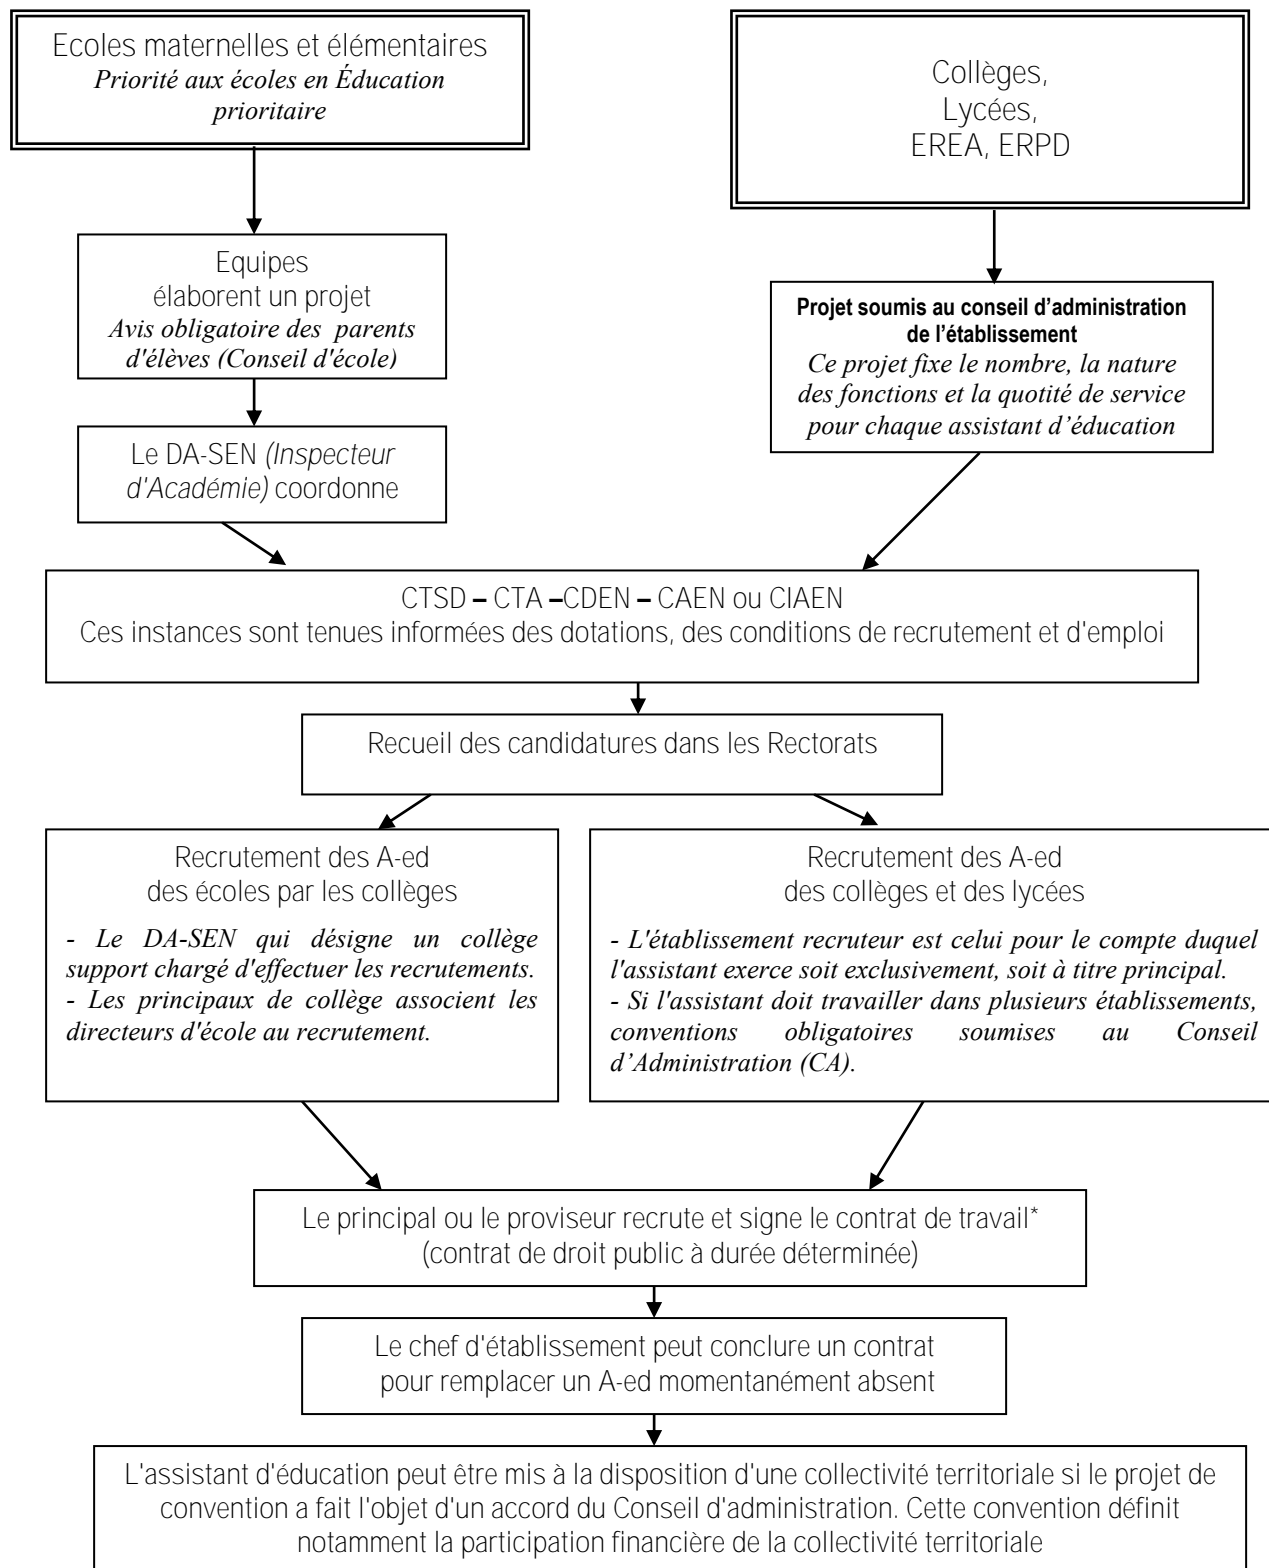 Ecoles maternelles et élémentaires
Priorité aux écoles en Éducation
prioritaire
Collèges,
Lycées,
EREA, ERPD
Equipes
élaborent un projet
Avis obligatoire des parents
d'élèves (Conseil d'école)
Projet soumis au conseil d’administration
de l’établissement
Ce projet fixe le nombre, la nature
des fonctions et la quotité de service
pour chaque assistant d’éducation
Le DA-SEN (Inspecteur
d'Académie) coordonne
CTSD – CTA –CDEN – CAEN ou CIAEN
Ces instances sont tenues informées des dotations, des conditions de recrutement et d'emploi
Recueil des candidatures dans les Rectorats
Recrutement des A-ed
des écoles par les collèges
- Le DA-SEN qui désigne un collège
support chargé d'effectuer les recrutements.
- Les principaux de collège associent les
directeurs d'école au recrutement.
Recrutement des A-ed
des collèges et des lycées
- L'établissement recruteur est celui pour le compte duquel
l'assistant exerce soit exclusivement, soit à titre principal.
- Si l'assistant doit travailler dans plusieurs établissements,
conventions obligatoires soumises au Conseil
d’Administration (CA).
Le principal ou le proviseur recrute et signe le contrat de travail*
(contrat de droit public à durée déterminée)
Le chef d'établissement peut conclure un contrat
pour remplacer un A-ed momentanément absent
L'assistant d'éducation peut être mis à la disposition d'une collectivité territoriale si le projet de
convention a fait l'objet d'un accord du Conseil d'administration. Cette convention définit
notamment la participation financière de la collectivité territoriale